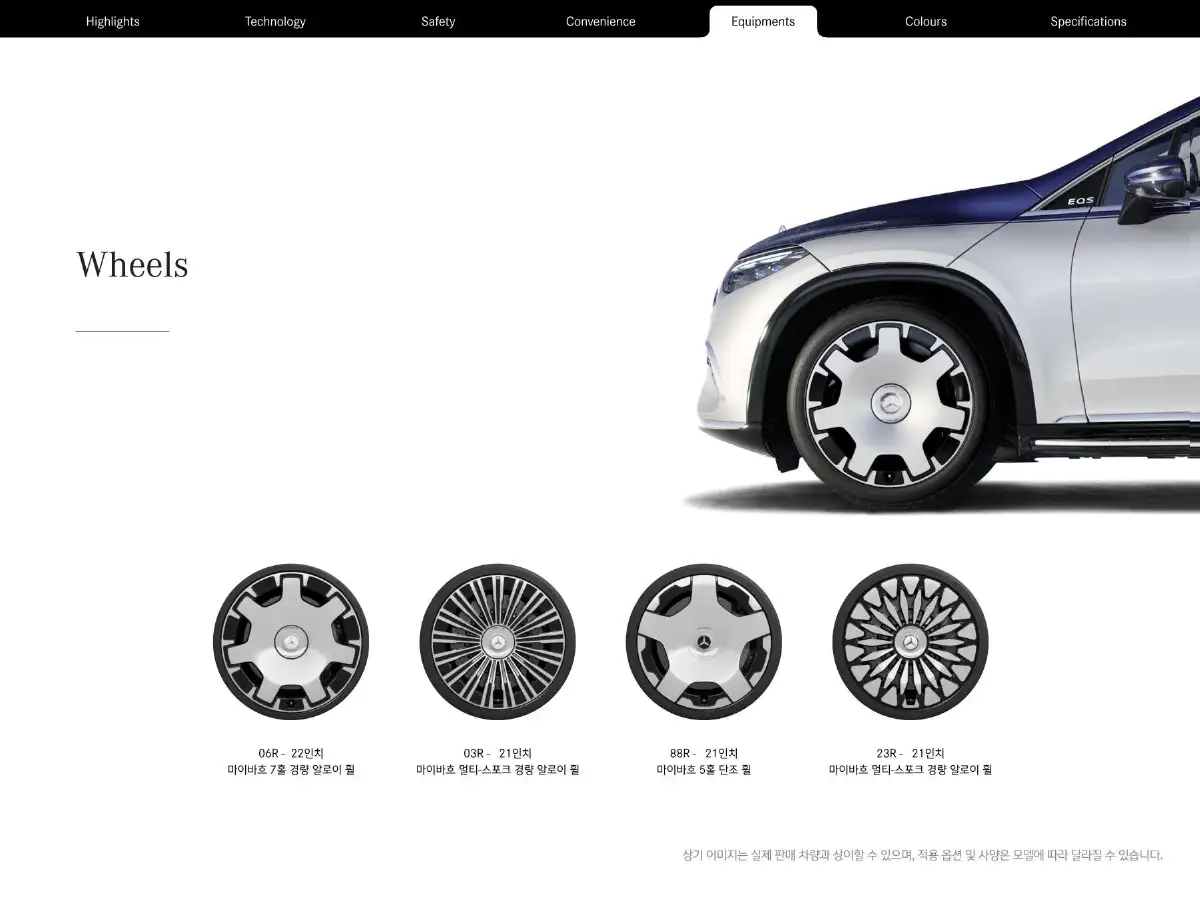 Highlights
Technology
Safety
Convenience
Equipments
Colours
Specifications
EQS
Wheels
06R - 22인치
마이바흐 7홀 경량 알로이 휠
03R - 21인치
마이바흐 멀티-스포크 경량 알로이 휠
88R - 21인치
마이바흐 5홀 단조 휠
23R - 21인치
마이바흐 멀티-스포크 경량 알로이 휠
상기 이미지는 실제 판매 차량과 상이할 수 있으며, 적용 옵션 및 사양은 모델에 따라 달라질 수 있습니다.